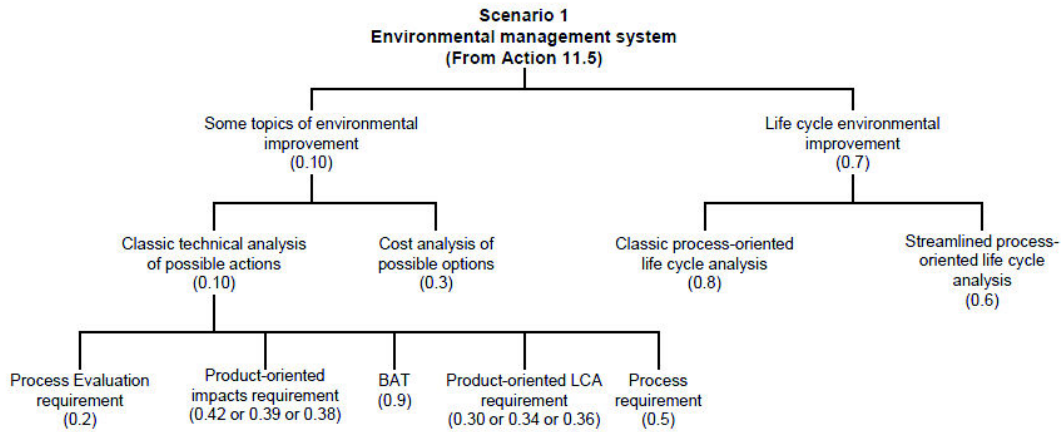 Scenario 1
Environmental management system
(From Action 11.5)
Some topics of environmental
improvement
(0.10)
Life cycle environmental
improvement
(0.7)
Classic technical analysis
of possible actions
(0.10)
Cost analysis of
possible options
(0.3)
Classic process-oriented
life cycle analysis
(0.8)
Streamlined process-
oriented life cycle
analysis
(0.6)
Process Evaluation
requirement
(0.2)
Product-oriented
impacts requirement
(0.42 or 0.39 or 0.38)
BAT
(0.9)
Product-oriented LCA
requirement
(0.30 or 0.34 or 0.36)
Process
requirement
(0.5)